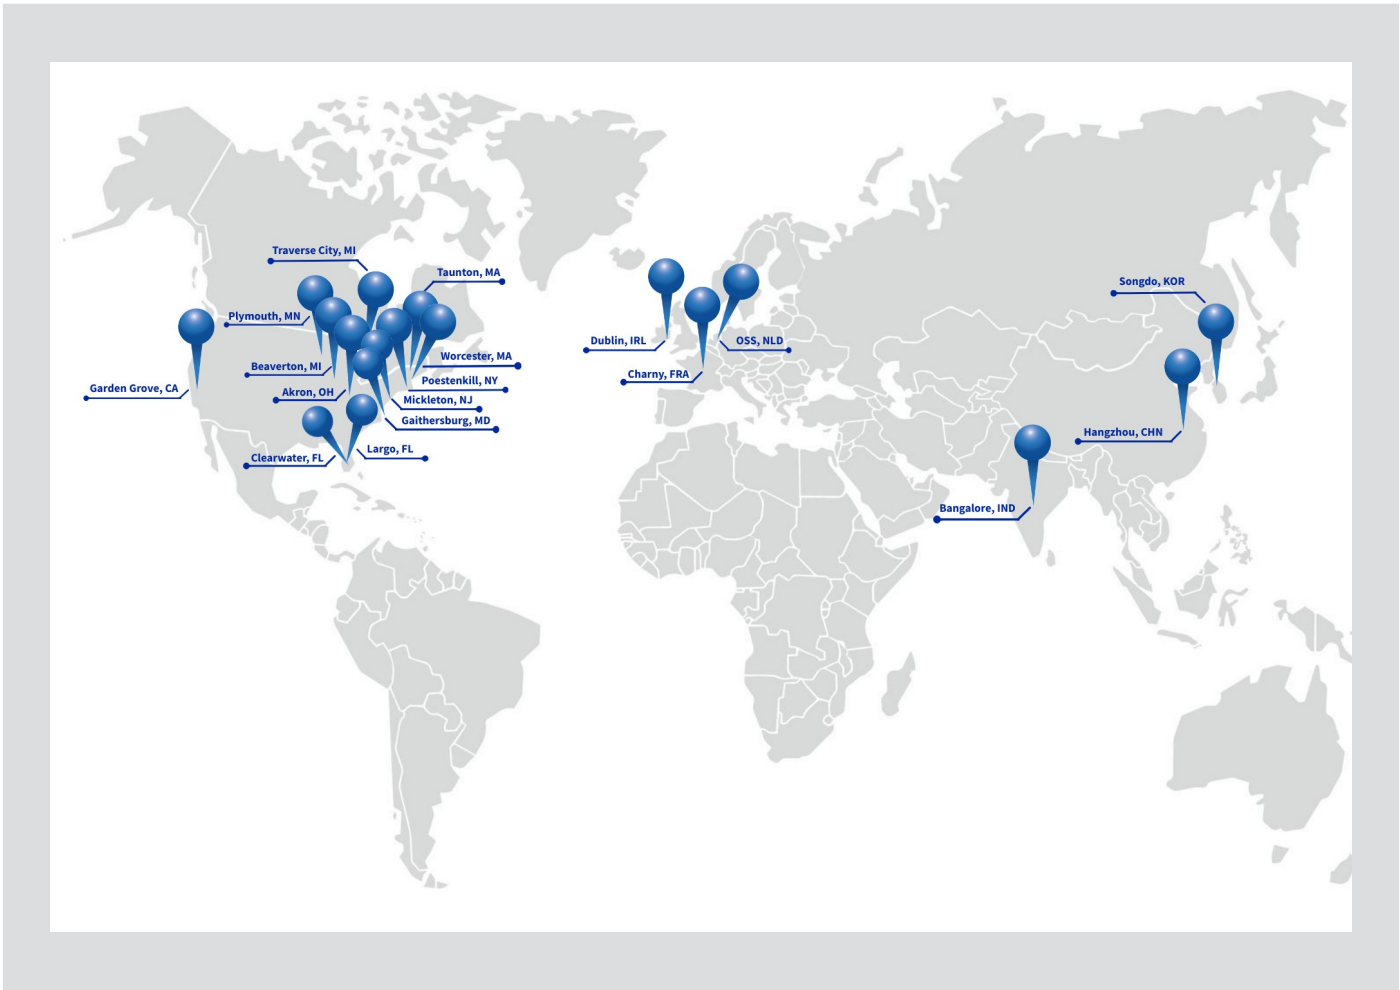 Traverse City, MI
Taunton, MA
Plymouth, MN
Worcester, MA
Beaverton, MI
Poestenkill, NY
Garden Grove, CA
Akron, OH
Mickleton, NJ
Gaithersburg, MD
Clearwater, FL
Largo, FL
Dublin, IRL
OSS, NLD
Charny, FRA
Songdo, KOR
Hangzhou, CHN
Bangalore, IND